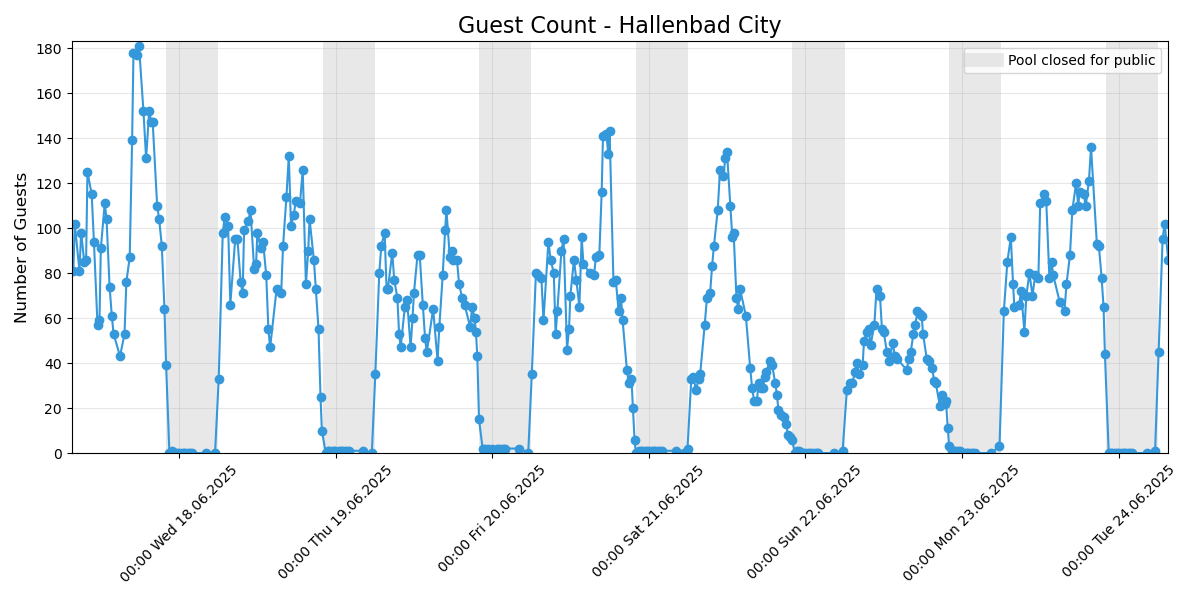 Guest Count - Hallenbad City
Pool closed for public
Number of Guests
180
160
140
120
100
80
60
40
20
0
00:00 Wed 18.06.2025
00:00 Thu 19.06.2025
00:00 Fri 20.06.2025
00:00 Sat 21.06.2025
00:00 Sun 22.06.2025
00:00 Mon 23.06.2025
00:00 Tue 24.06.2025